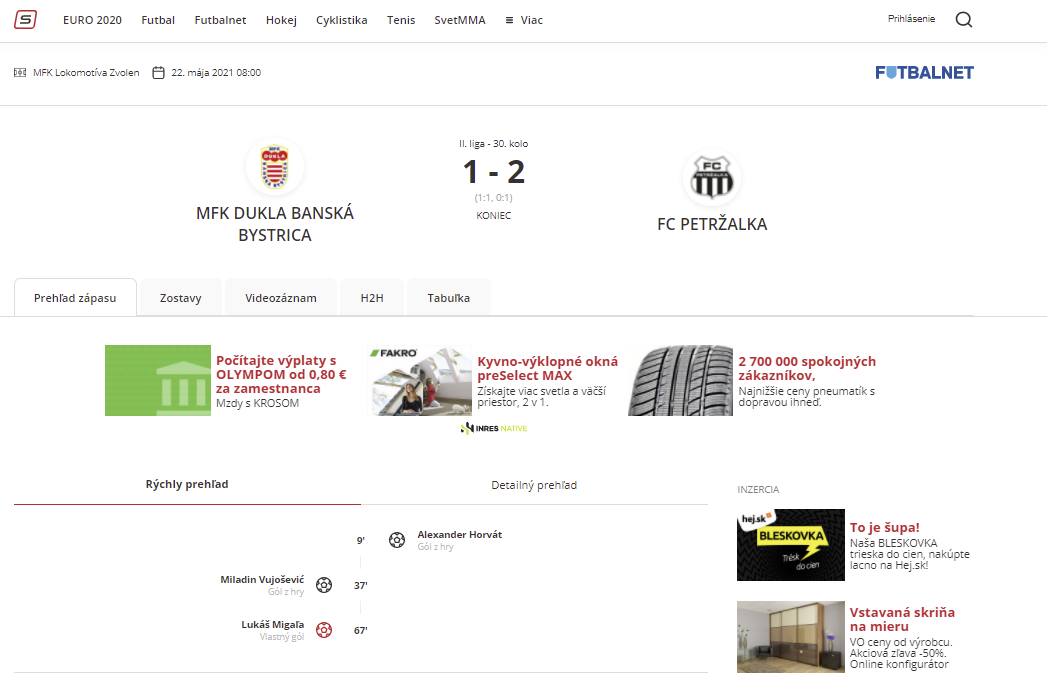 S
EURO 2020 Futbal Futbalnet Hokej Cyklistika Tenis SvetMMA ≡ Viac Prihlásenie
MFK Lokomotíva Zvolen 22. mája 2021 08:00 FUTBALNET
MFK DUKLA BANSKÁ
BYSTRICA
II. liga - 30. kolo
1 - 2
(1:1, 0:1)
KONIEC
FC
PETRŽALKA
FC PETRŽALKA
Prehľad zápasu Zostavy Videozáznam H2H Tabuľka
Počítajte výplaty s
OLYMPOM od 0,80 €
za zamestnanca
Mzdy s KROSOM
FAKRO
Kyvno-výklopné okná
preSelect MAX
Získajte viac svetla a väčší
priestor, 2 v 1.
2 700 000 spokojných
zákazníkov,
Najnižšie ceny pneumatík s
dopravou ihneď.
INRES NATIVE
Rýchly prehľad Detailný prehľad
9' Alexander Horvát
Gól z hry
Miladin Vujošević 37'
Gól z hry
Lukáš Migaľa 67'
Vlastný gól
INZERCIA
hej.sk
BLESKOVKA
Trésk
do cien
To je šupa!
Naša BLESKOVKA
trieska do cien, nakúpte
lacno na Hej.sk!
Vstavaná skriňa
na mieru
VO ceny od výrobcu.
Akciová zľava -50%.
Online konfigurátor